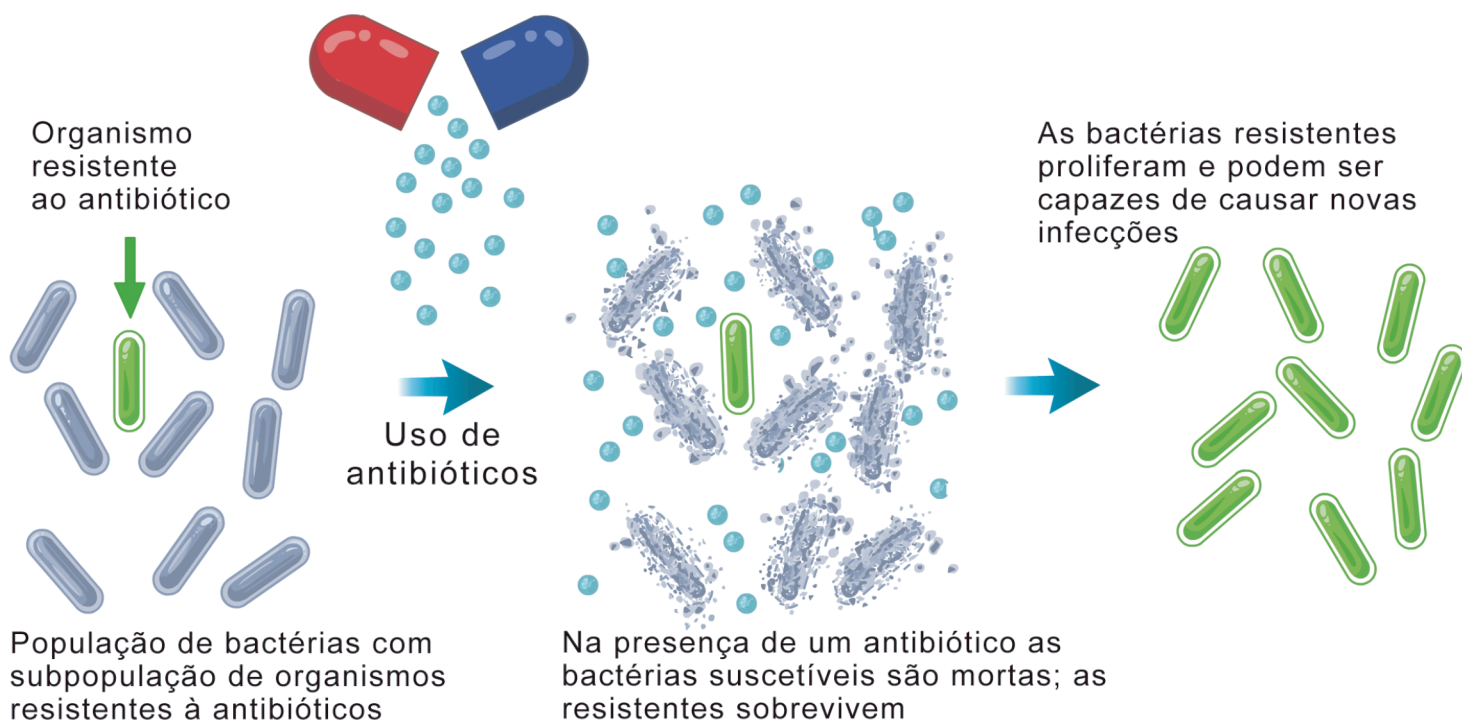 Organismo
resistente
ao antibiótico
População de bactérias com
subpopulação de organismos
resistentes à antibióticos
Uso de
antibióticos
Na presença de um antibiótico as
bactérias suscetíveis são mortas; as
resistentes sobrevivem
As bactérias resistentes
proliferam e podem ser
capazes de causar novas
infecções